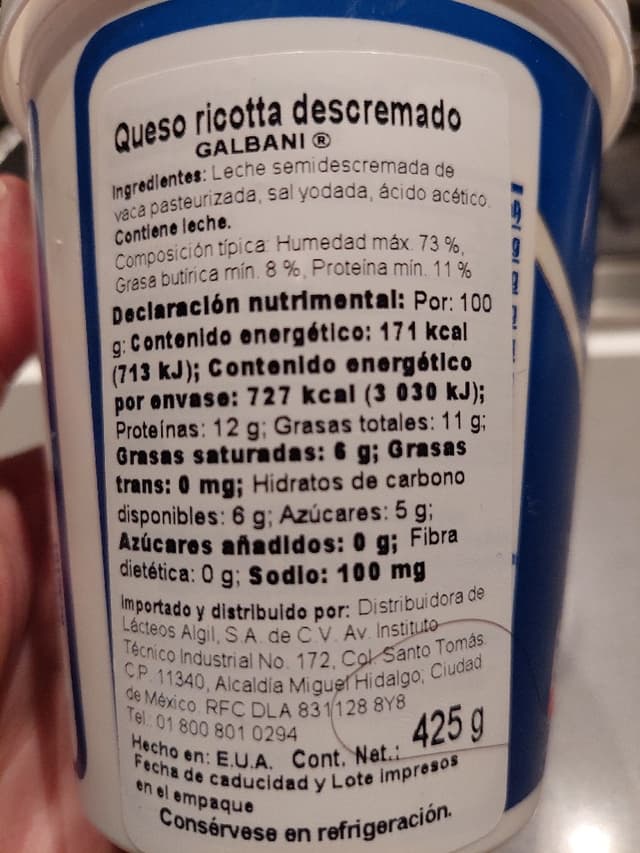 Queso ricotta descremado
GALBANI ®
Ingredientes: Leche semidescremada de
vaca pasteurizada, sal yodada, ácido acético.
Contiene leche.
Composición típica: Humedad máx. 73 %,
Grasa butírica mín. 8 %, Proteína mín. 11 %
Declaración nutrimental: Por: 100
g: Contenido energético: 171 kcal
(713 kJ); Contenido energético
por envase: 727 kcal (3 030 kJ);
Proteínas: 12 g; Grasas totales: 11 g;
Grasas saturadas: 6 g; Grasas
trans: 0 mg; Hidratos de carbono
disponibles: 6 g; Azúcares: 5 g;
Azúcares añadidos: 0 g; Fibra
dietética: 0 g; Sodio: 100 mg
Importado y distribuido por: Distribuidora de
Lácteos Algil, S.A. de C.V. Av. Instituto
Técnico Industrial No. 172, Col. Santo Tomás.
C.P. 11340, Alcaldía Miguel Hidalgo, Ciudad
de México. RFC DLA 831128 8Y8
Tel.: 01 800 801 0294
Hecho en: E.U.A. Cont. Net.: 425 g
Fecha de caducidad y Lote impresos
en el empaque
Consérvese en refrigeración.